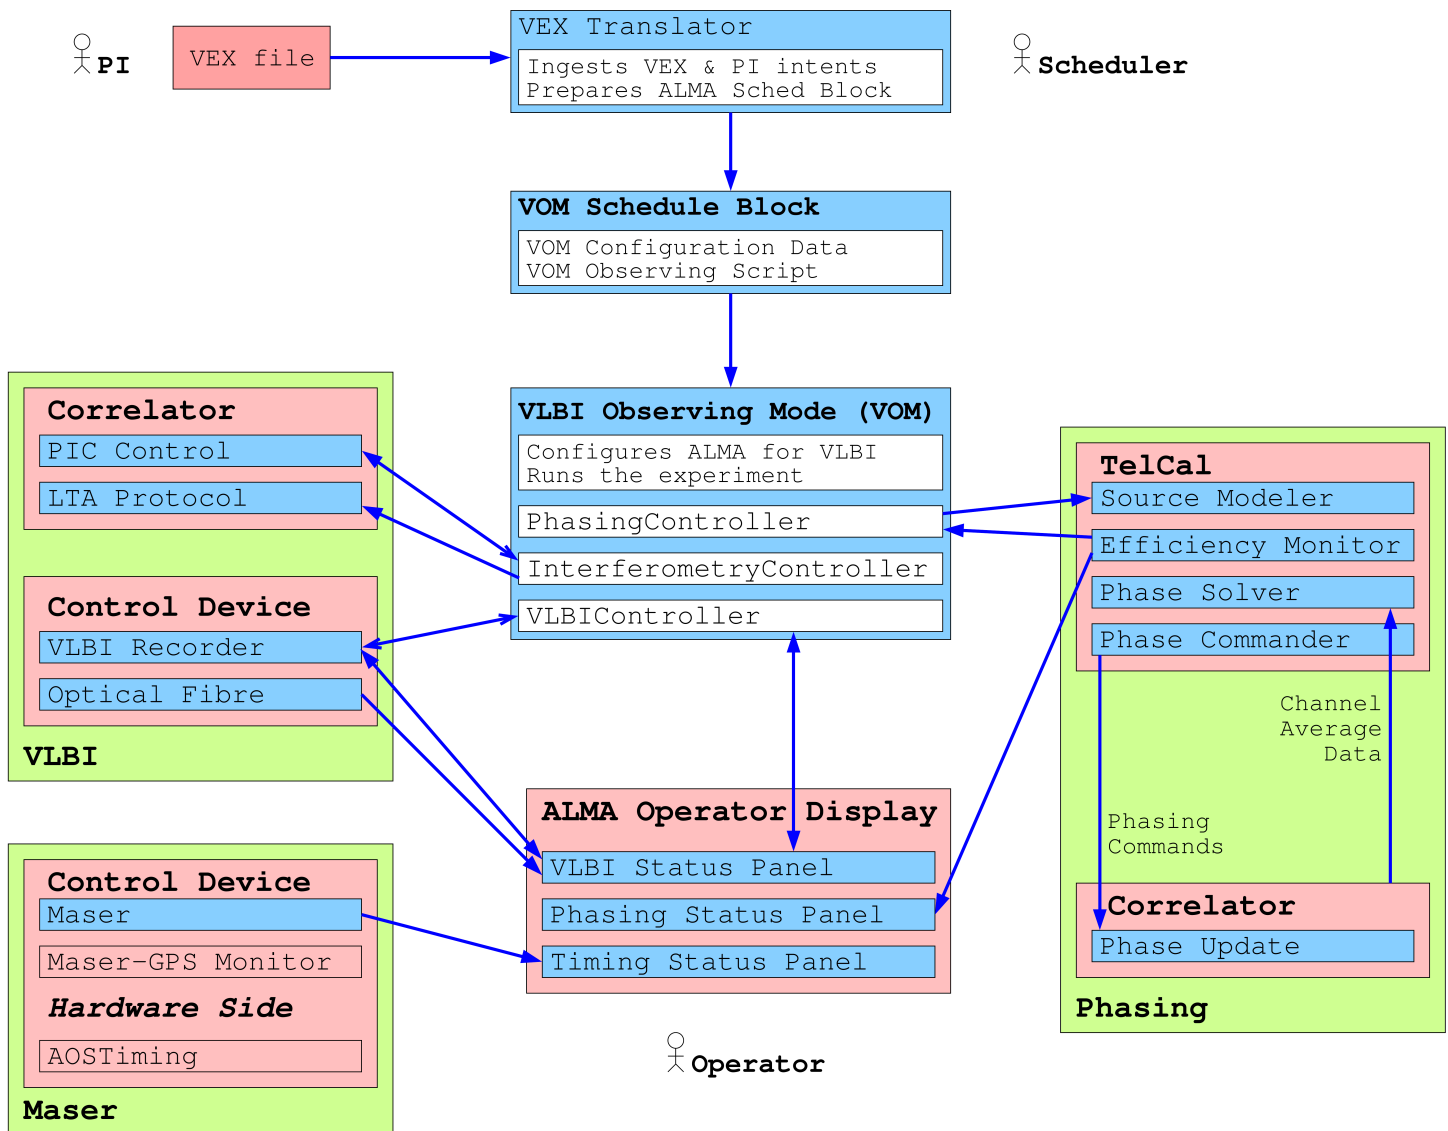 PI
VEX file
VEX Translator
Ingests VEX & PI intents
Prepares ALMA Sched Block
Scheduler
VOM Schedule Block
VOM Configuration Data
VOM Observing Script
Correlator
PIC Control
LTA Protocol
Control Device
VLBI Recorder
Optical Fibre
VLBI
VLBI Observing Mode (VOM)
Configures ALMA for VLBI
Runs the experiment
PhasingController
InterferometryController
VLBIController
TelCal
Source Modeler
Efficiency Monitor
Phase Solver
Phase Commander
Channel
Average
Data
Phasing
Commands
Correlator
Phase Update
Phasing
ALMA Operator Display
VLBI Status Panel
Phasing Status Panel
Timing Status Panel
Control Device
Maser
Maser-GPS Monitor
Hardware Side
AOSTiming
Maser
Operator